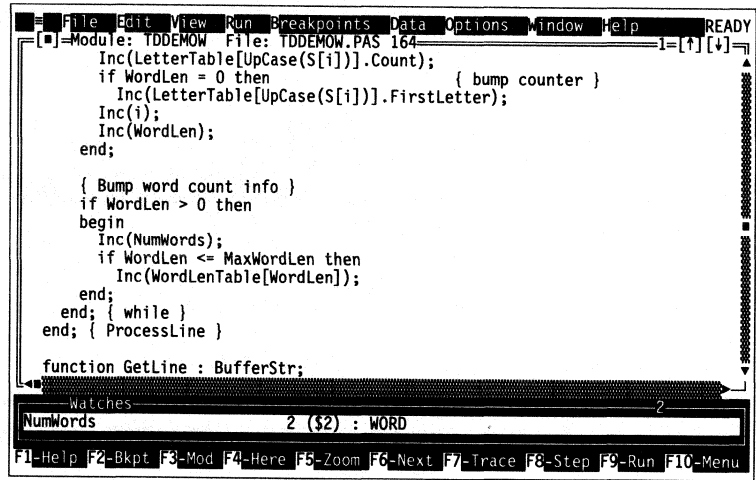 ≡ File Edit View Run Breakpoints Data Options Window Help READY
[■]=Module: TDDEMOW File: TDDEMOW.PAS 164 1=[↑][↓]
Inc(LetterTable[UpCase(S[i])].Count);
if WordLen = 0 then { bump counter }
Inc(LetterTable[UpCase(S[i])].FirstLetter);
Inc(i);
Inc(WordLen);
end;
{ Bump word count info }
if WordLen > 0 then
begin
Inc(NumWords);
if WordLen <= MaxWordLen then
Inc(WordLenTable[WordLen]);
end;
end; { while }
end; { ProcessLine }
function GetLine : BufferStr;
Watches 2
NumWords 2 ($2) : WORD
F1-Help F2-Bkpt F3-Mod F4-Here F5-Zoom F6-Next F7-Trace F8-Step F9-Run F10-Menu